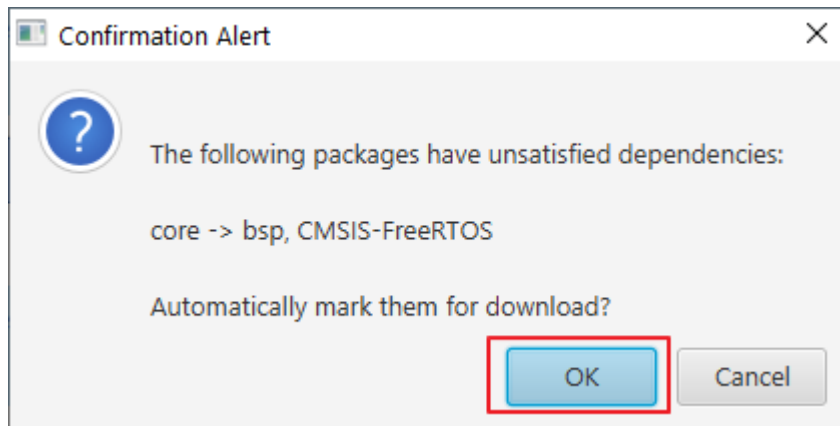 Confirmation Alert
?
The following packages have unsatisfied dependencies:
core -> bsp, CMSIS-FreeRTOS
Automatically mark them for download?
OK
Cancel